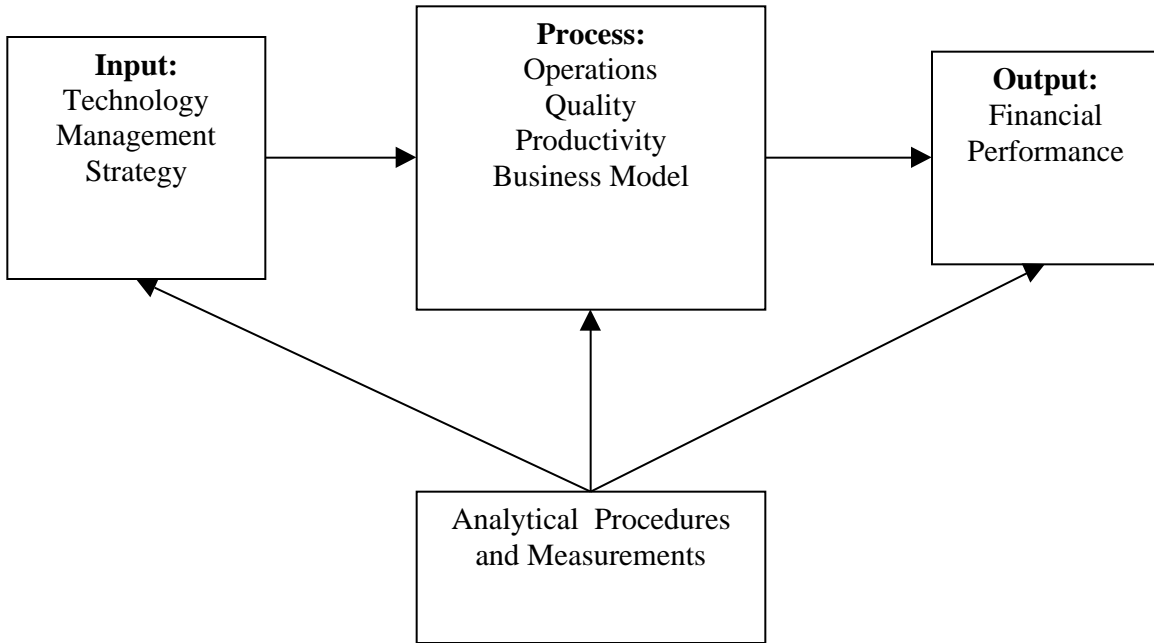 Input:
Technology
Management
Strategy
Process:
Operations
Quality
Productivity
Business Model
Output:
Financial
Performance
Analytical Procedures
and Measurements